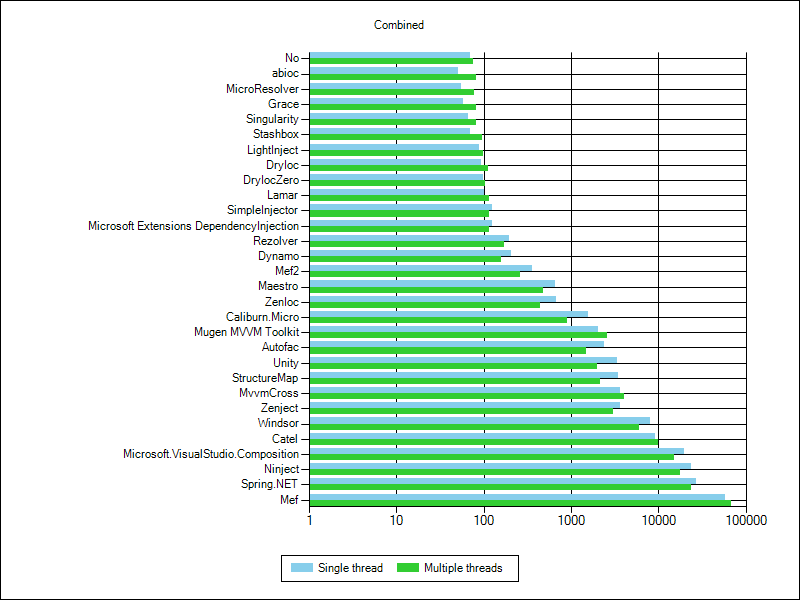 Combined
No
abioc
MicroResolver
Grace
Singularity
Stashbox
LightInject
DryIoc
DryIocZero
Lamar
SimpleInjector
Microsoft Extensions DependencyInjection
Rezolver
Dynamo
Mef2
Maestro
Zenloc
Caliburn.Micro
Mugen MVVM Toolkit
Autofac
Unity
StructureMap
MvvmCross
Zenject
Windsor
Catel
Microsoft.VisualStudio.Composition
Ninject
Spring.NET
Mef
1 10 100 1000 10000 100000
Single thread Multiple threads